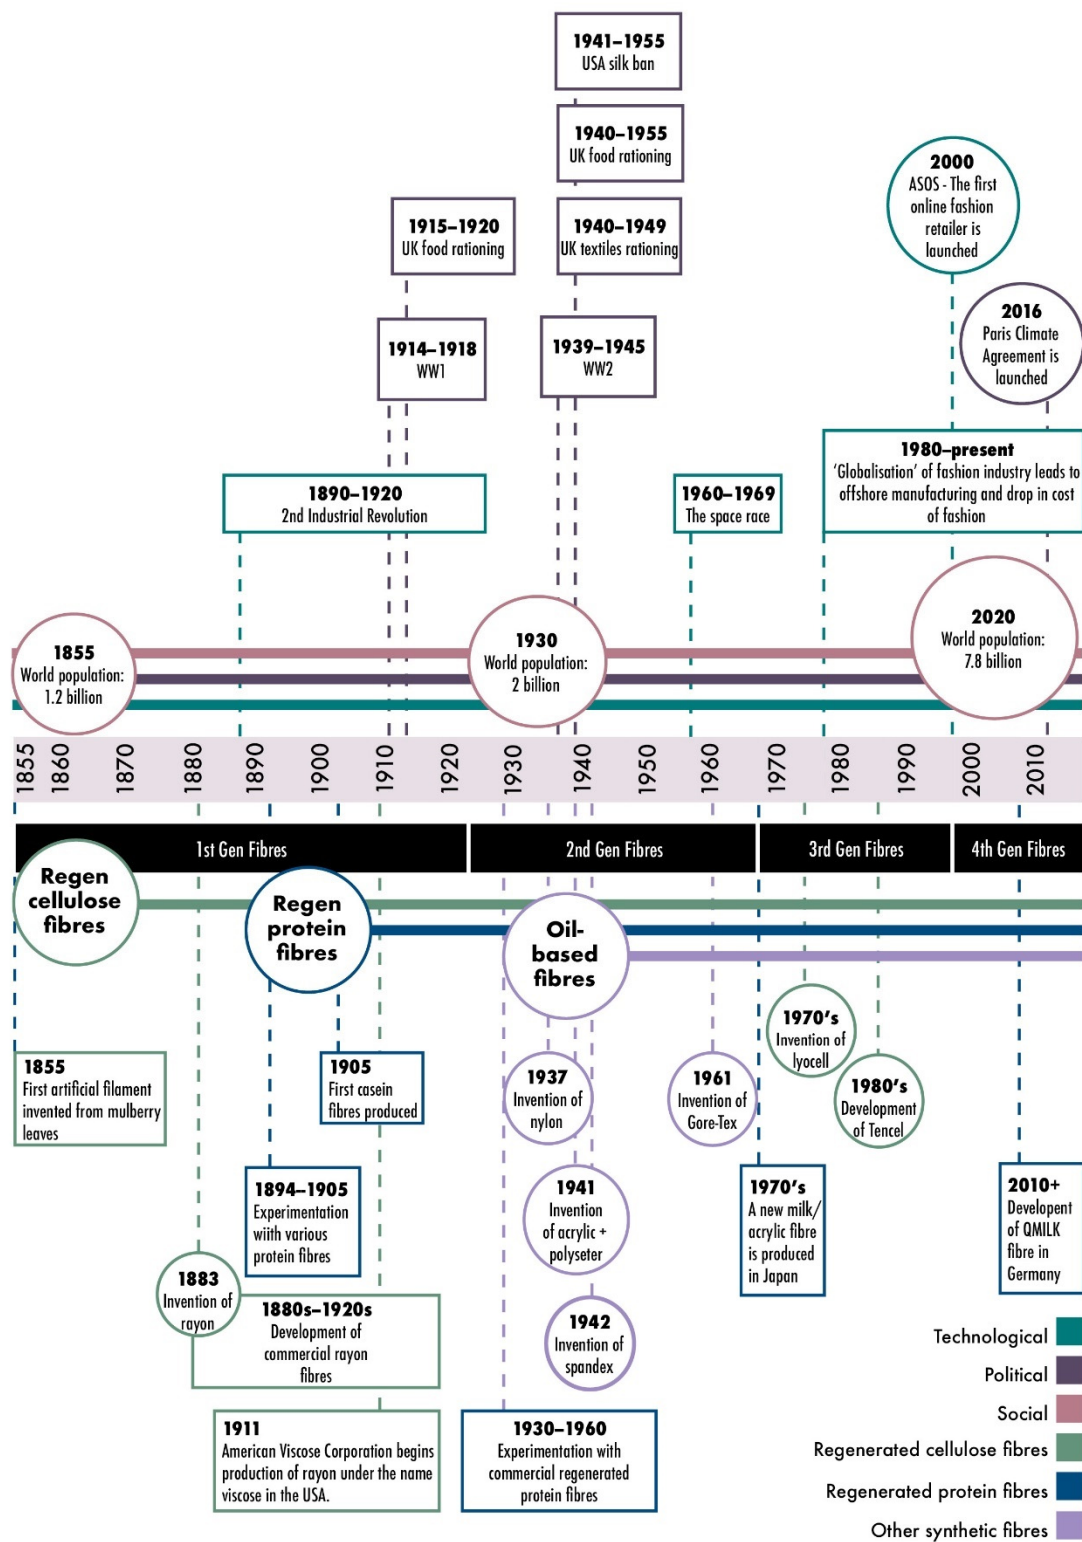 1941–1955
USA silk ban
1940–1955
UK food rationing
2000
ASOS - The first
online fashion
retailer is
launched
1915–1920
UK food rationing
1940–1949
UK textiles rationing
2016
Paris Climate
Agreement is
launched
1914–1918
WW1
1939–1945
WW2
1980–present
‘Globalisation’ of fashion industry leads to
offshore manufacturing and drop in cost
of fashion
1890–1920
2nd Industrial Revolution
1960–1969
The space race
1855
World population:
1.2 billion
1930
World population:
2 billion
2020
World population:
7.8 billion
1855
1860
1870
1880
1890
1900
1910
1920
1930
1940
1950
1960
1970
1980
1990
2000
2010
1st Gen Fibres
2nd Gen Fibres
3rd Gen Fibres
4th Gen Fibres
Regen
cellulose
fibres
Regen
protein
fibres
Oil-
based
fibres
1970's
Invention of
lyocell
1855
First artificial filament
invented from mulberry
leaves
1905
First casein
fibres produced
1937
Invention of
nylon
1961
Invention of
Gore-Tex
1980's
Development
of Tencel
1894–1905
Experimentation
wiith various
protein fibres
1941
Invention
of acrylic +
polyseter
1970's
A new milk/
acrylic fibre
is produced
in Japan
2010+
Developent
of QMILK
fibre in
Germany
1883
Invention of
rayon
1880s–1920s
Development of
commercial rayon
fibres
1942
Invention of
spandex
1911
American Viscose Corporation begins
production of rayon under the name
viscose in the USA.
1930–1960
Experimentation with
commercial regenerated
protein fibres
Technological
Political
Social
Regenerated cellulose fibres
Regenerated protein fibres
Other synthetic fibres